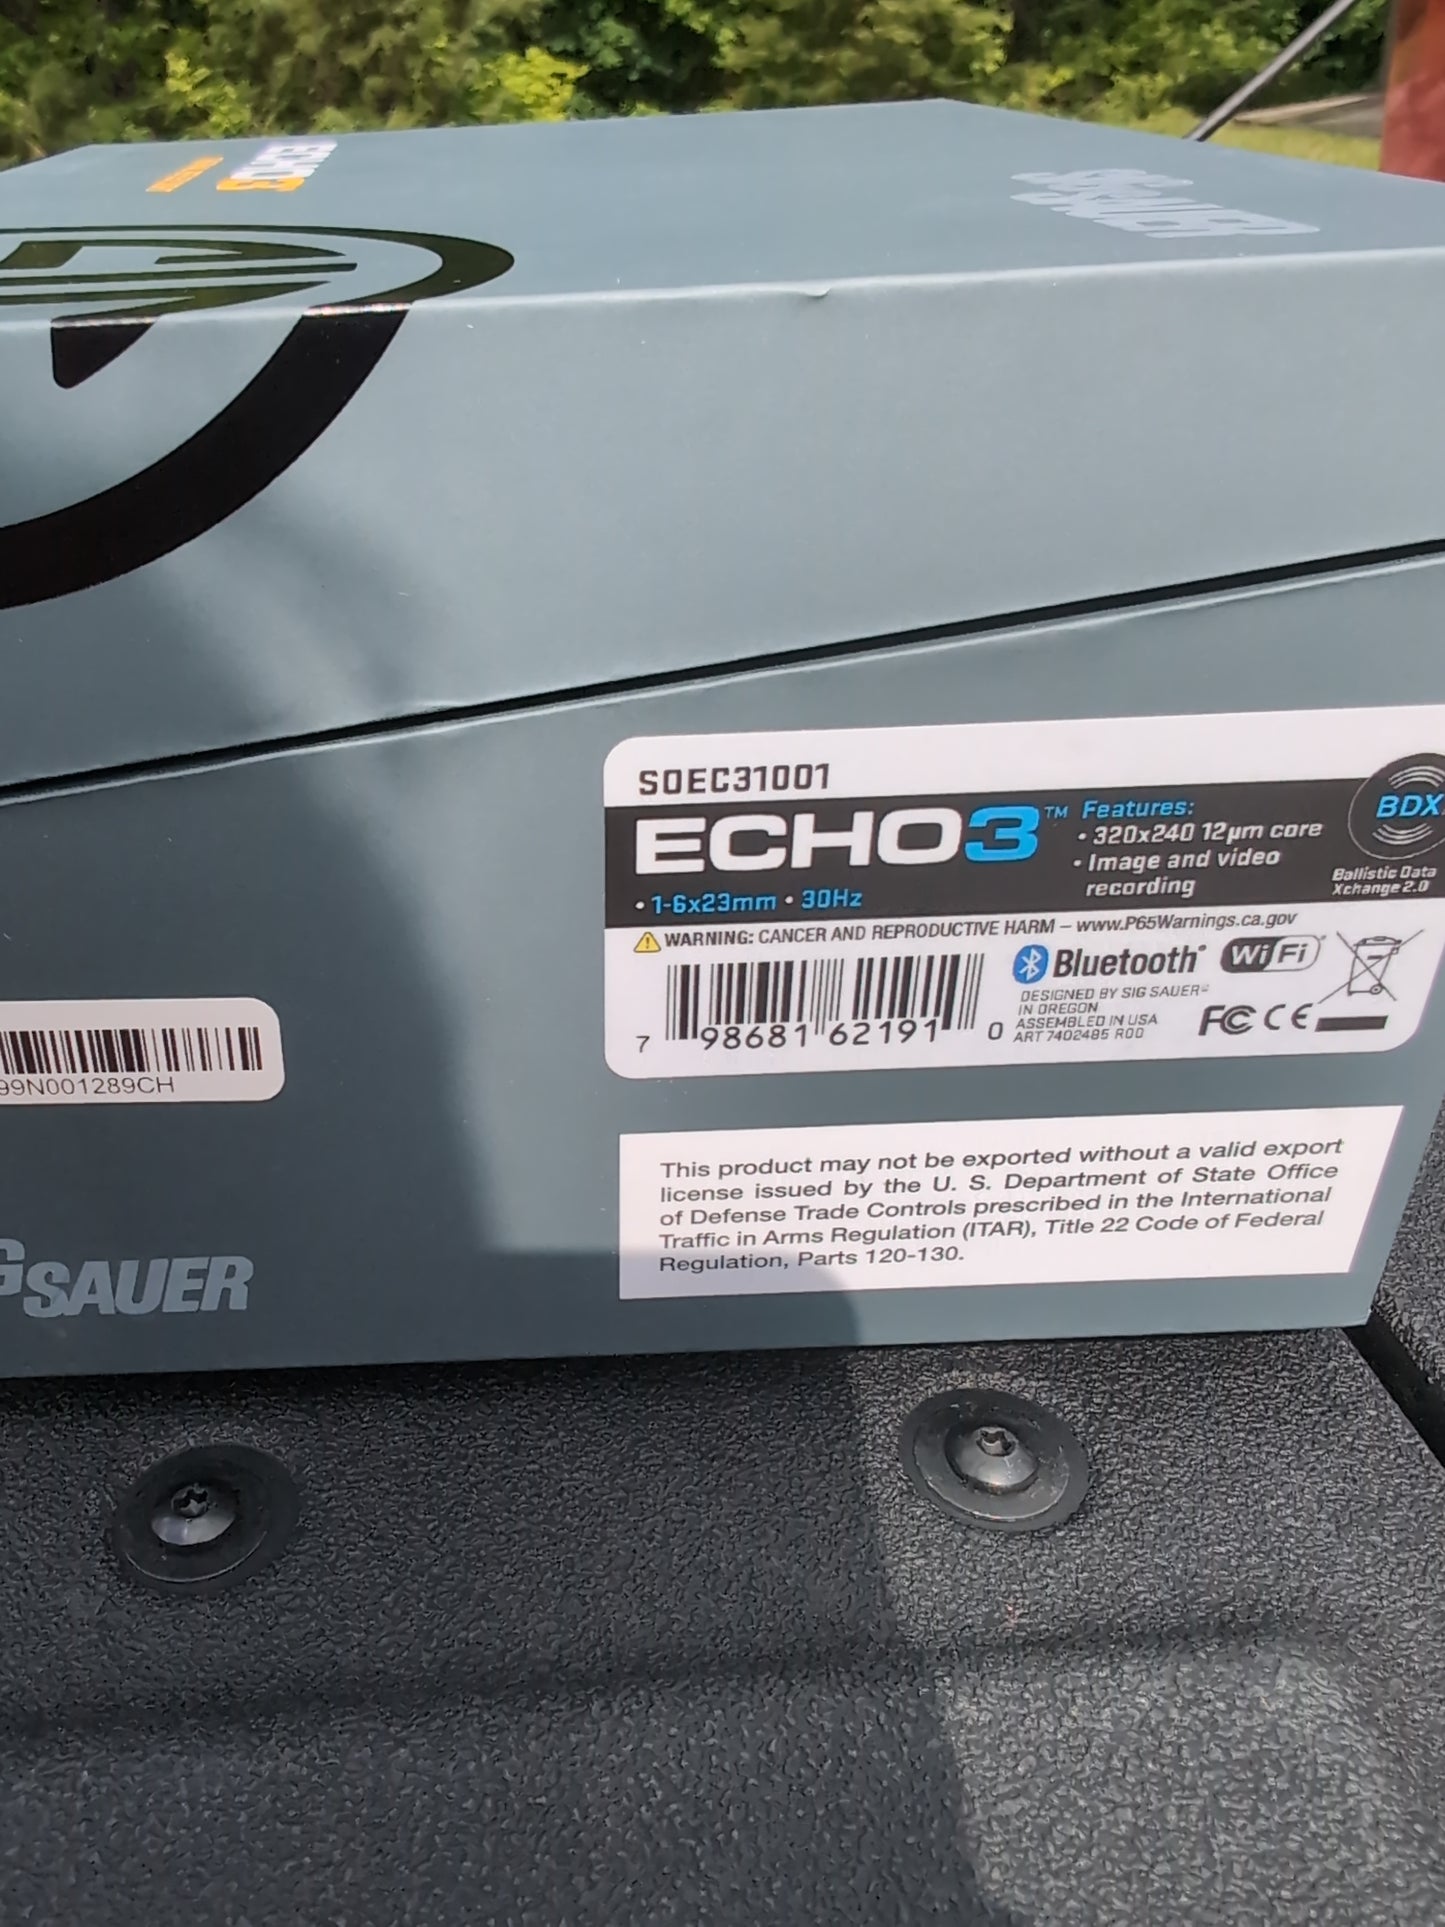 ECHO3
SIG SAUER
SOEC31001
ECHO3™
• 1-6x23mm • 30Hz
Features:
• 320x240 12µm core
• Image and video
recording
BDX
Ballistic Data
Xchange 2.0
WARNING: CANCER AND REPRODUCTIVE HARM – www.P65Warnings.ca.gov
7 98681 62191 0
Bluetooth®
WiFi
DESIGNED BY SIG SAUER®
IN OREGON
ASSEMBLED IN USA
ART 7402485 R00
FC CE
99N001289CH
This product may not be exported without a valid export
license issued by the U. S. Department of State Office
of Defense Trade Controls prescribed in the International
Traffic in Arms Regulation (ITAR), Title 22 Code of Federal
Regulation, Parts 120-130.
G SAUER